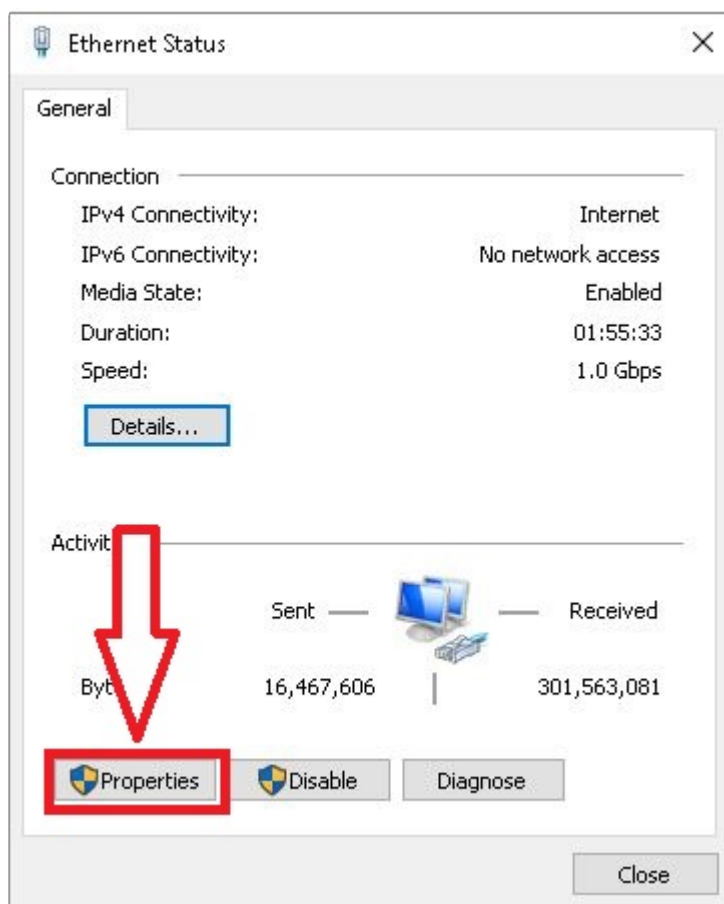 Ethernet Status
General
Connection
IPv4 Connectivity: Internet
IPv6 Connectivity: No network access
Media State: Enabled
Duration: 01:55:33
Speed: 1.0 Gbps
Details...
Activit
Sent Received
Byt 16,467,606 301,563,081
Properties Disable Diagnose
Close